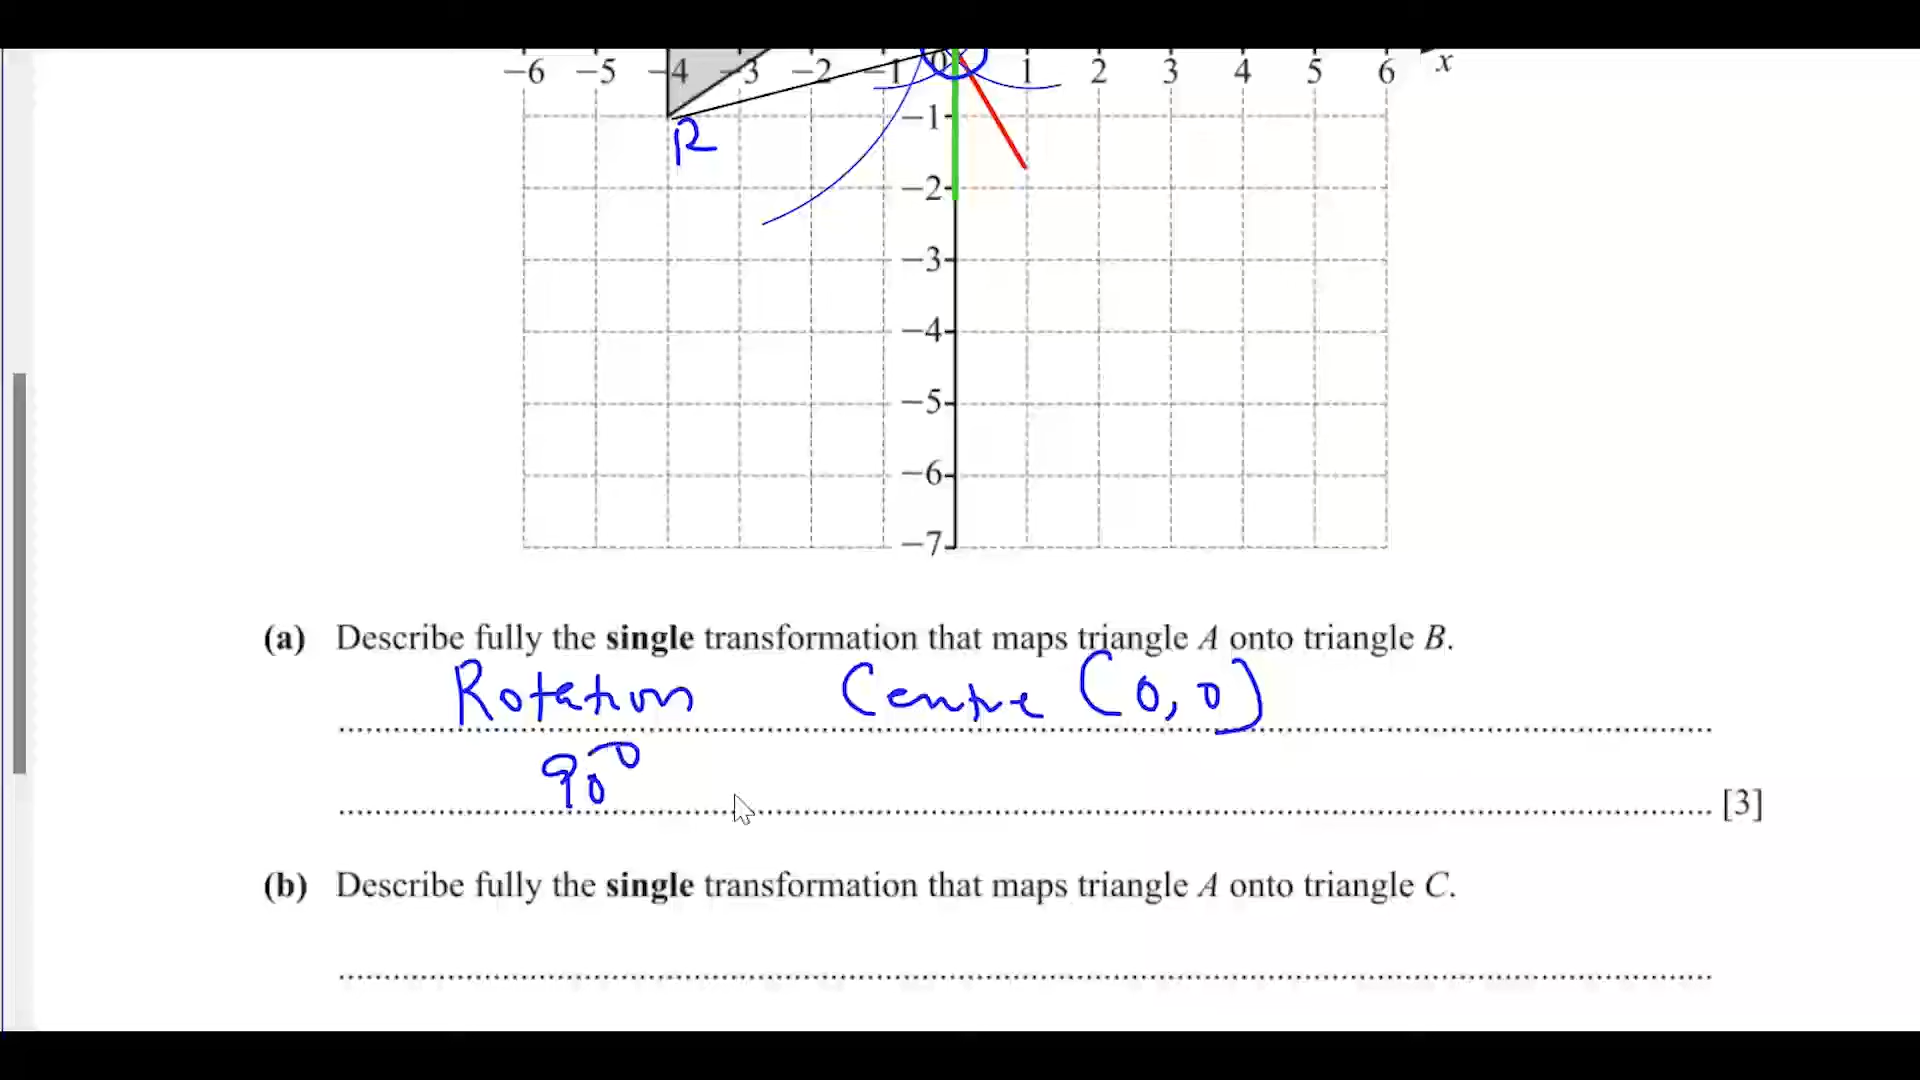 −6 −5 −4 −3 −2 −1 0 1 2 3 4 5 6 x
−1
R
−2
−3
−4
−5
−6
−7
(a) Describe fully the single transformation that maps triangle A onto triangle B.
Rotation Centre (0,0)
90°
[3]
(b) Describe fully the single transformation that maps triangle A onto triangle C.